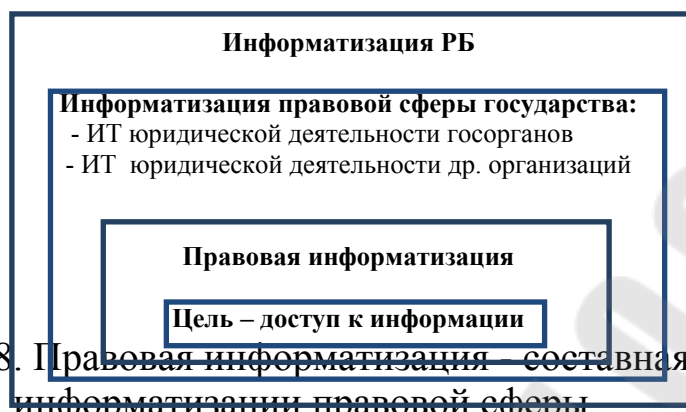 Информатизация РБ
Информатизация правовой сферы государства:
- ИТ юридической деятельности госорганов
- ИТ юридической деятельности др. организаций
Правовая информатизация
Цель – доступ к информации
8. Правовая информатизация - составная
информатизации правовой сферы